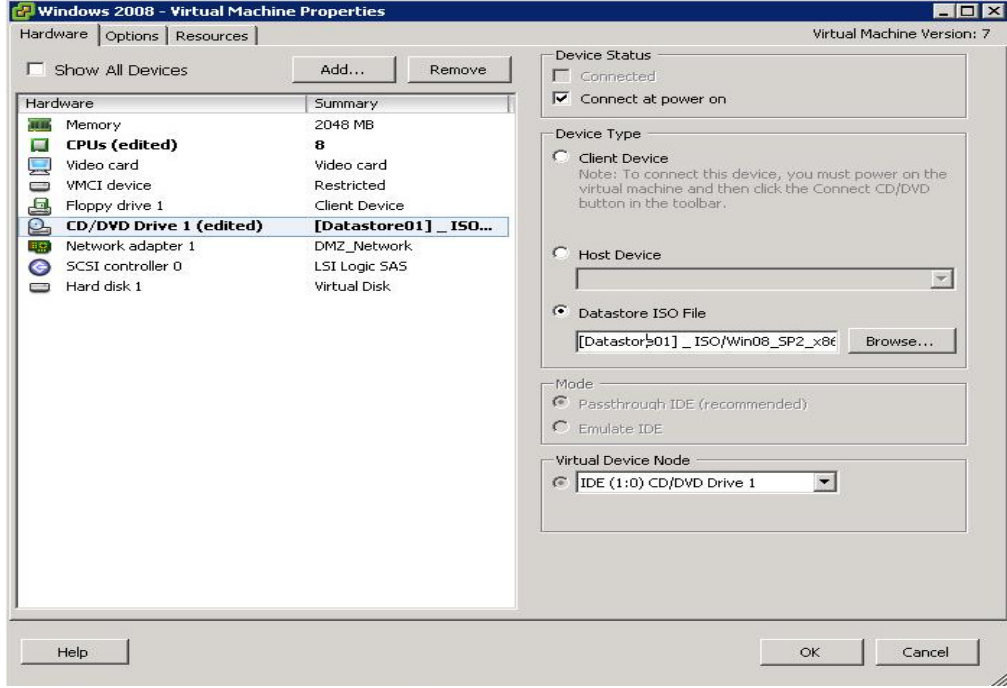 Windows 2008 - Virtual Machine Properties
Hardware Options Resources Virtual Machine Version: 7
Show All Devices Add... Remove
Hardware Summary
Memory 2048 MB
CPUs (edited) 8
Video card Video card
VMCI device Restricted
Floppy drive 1 Client Device
CD/DVD Drive 1 (edited) [Datastore01] _ ISO...
Network adapter 1 DMZ_Network
SCSI controller 0 LSI Logic SAS
Hard disk 1 Virtual Disk
Device Status
Connected
Connect at power on
Device Type
Client Device
Note: To connect this device, you must power on the
virtual machine and then click the Connect CD/DVD
button in the toolbar.
Host Device
Datastore ISO File
[Datastore01] _ ISO/Win08_SP2_x86 Browse...
Mode
Passthrough IDE (recommended)
Emulate IDE
Virtual Device Node
IDE (1:0) CD/DVD Drive 1
Help OK Cancel